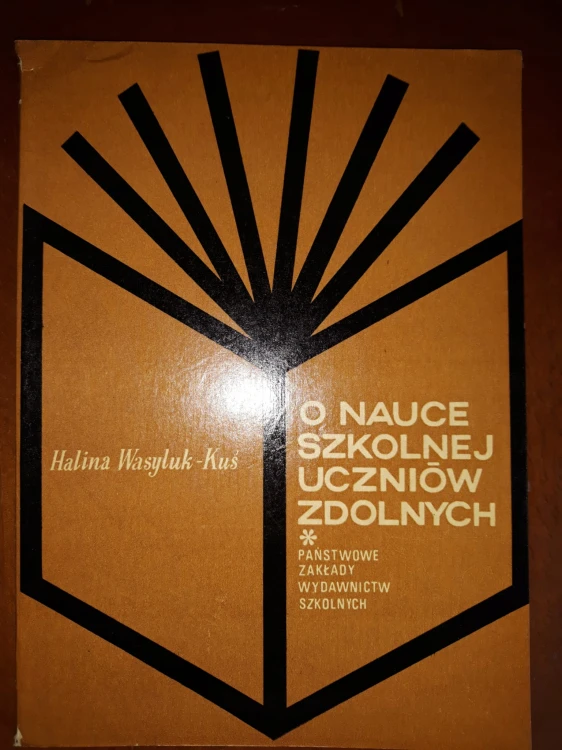 Halina Wasyluk-Kuś
O NAUCE
SZKOLNEJ
UCZNIÓW
ZDOLNYCH
*
PAŃSTWOWE
ZAKŁADY
WYDAWNICTW
SZKOLNYCH